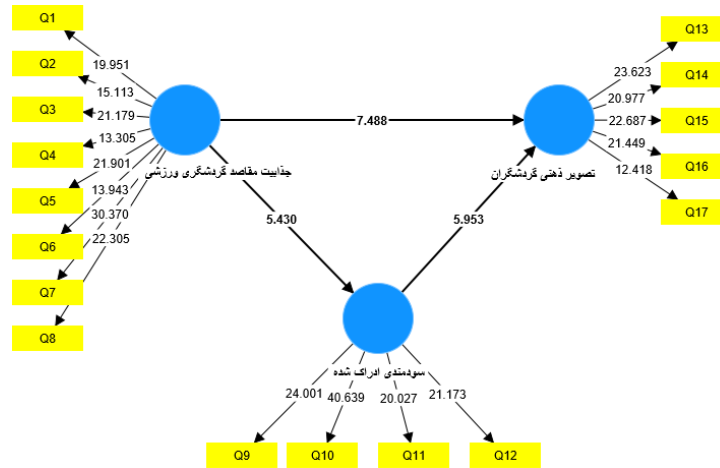 Q1
Q2
Q3
Q4
Q5
Q6
Q7
Q8
19.951
15.113
21.179
13.305
21.901
13.943
30.370
22.305
جذابیت مقاصد گردشگری ورزشی
7.488
5.430
5.953
تصویر ذهنی گردشگران
23.623
20.977
22.687
21.449
12.418
Q13
Q14
Q15
Q16
Q17
سودمندی ادراک شده
24.001
40.639
20.027
21.173
Q9
Q10
Q11
Q12